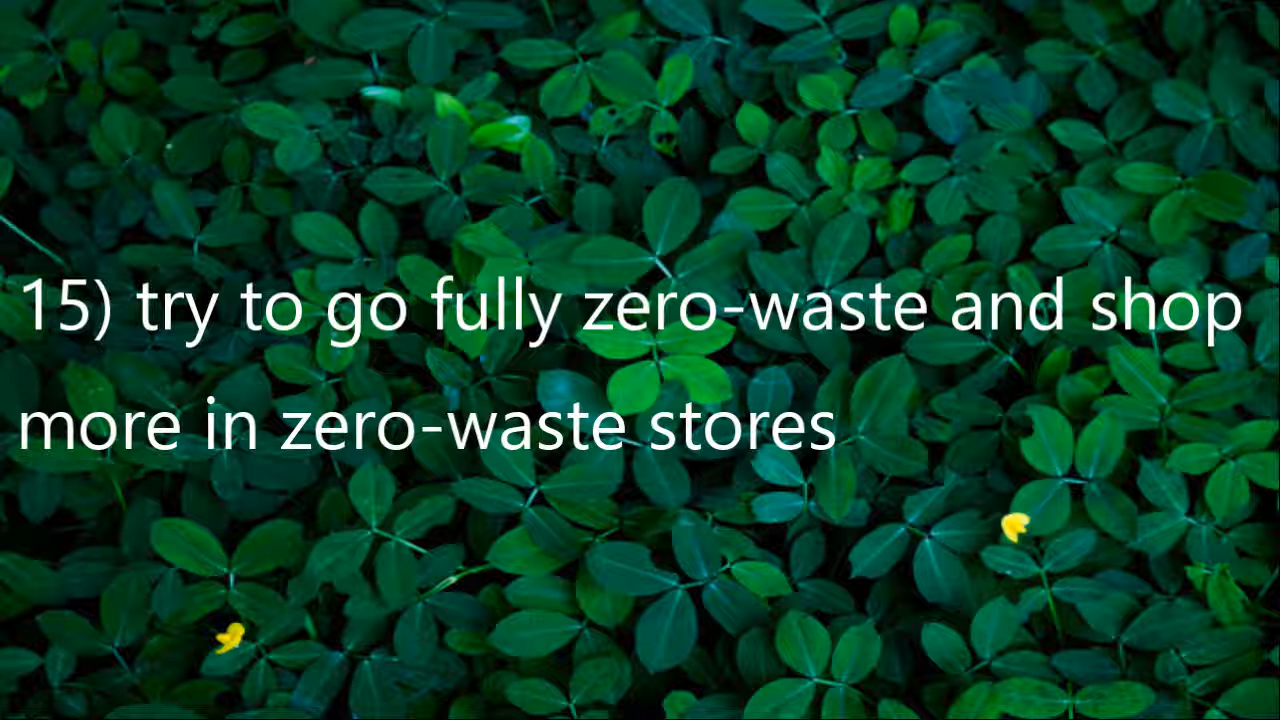 15) try to go fully zero-waste and shop
more in zero-waste stores